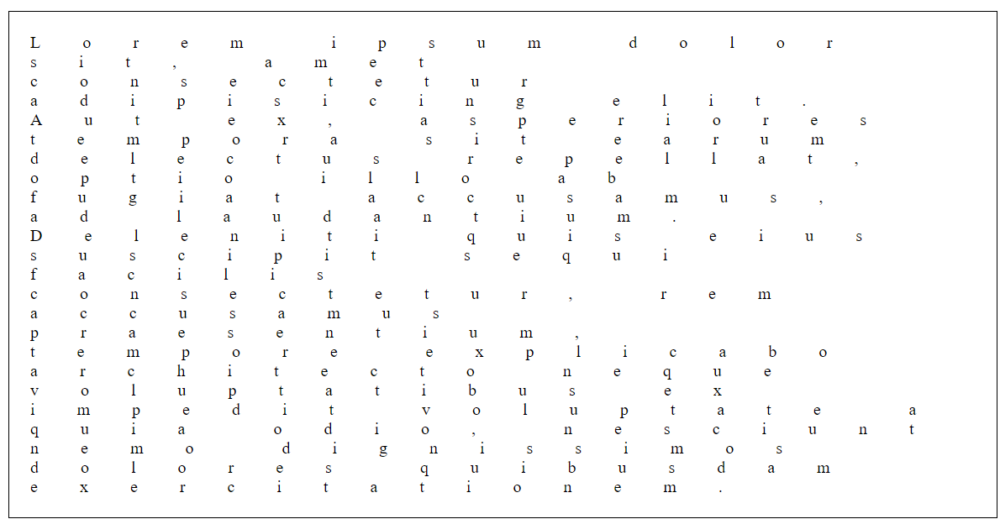 Lorem ipsum dolor
sit, amet
consectetur
adipisicing elit.
Aut ex, asperiores
tempora sit earum
delectus repellat,
optio illo ab
fugiat accusamus,
ad laudantium.
Deleniti quis eius
suscipit sequi
facilis
consectetur, rem
accusamus
praesentium,
tempore explicabo
architecto neque
voluptatibus ex
impedit voluptate a
quia odio, nesciunt
nemo dignissimos
dolores quibusdam
exercitationem.